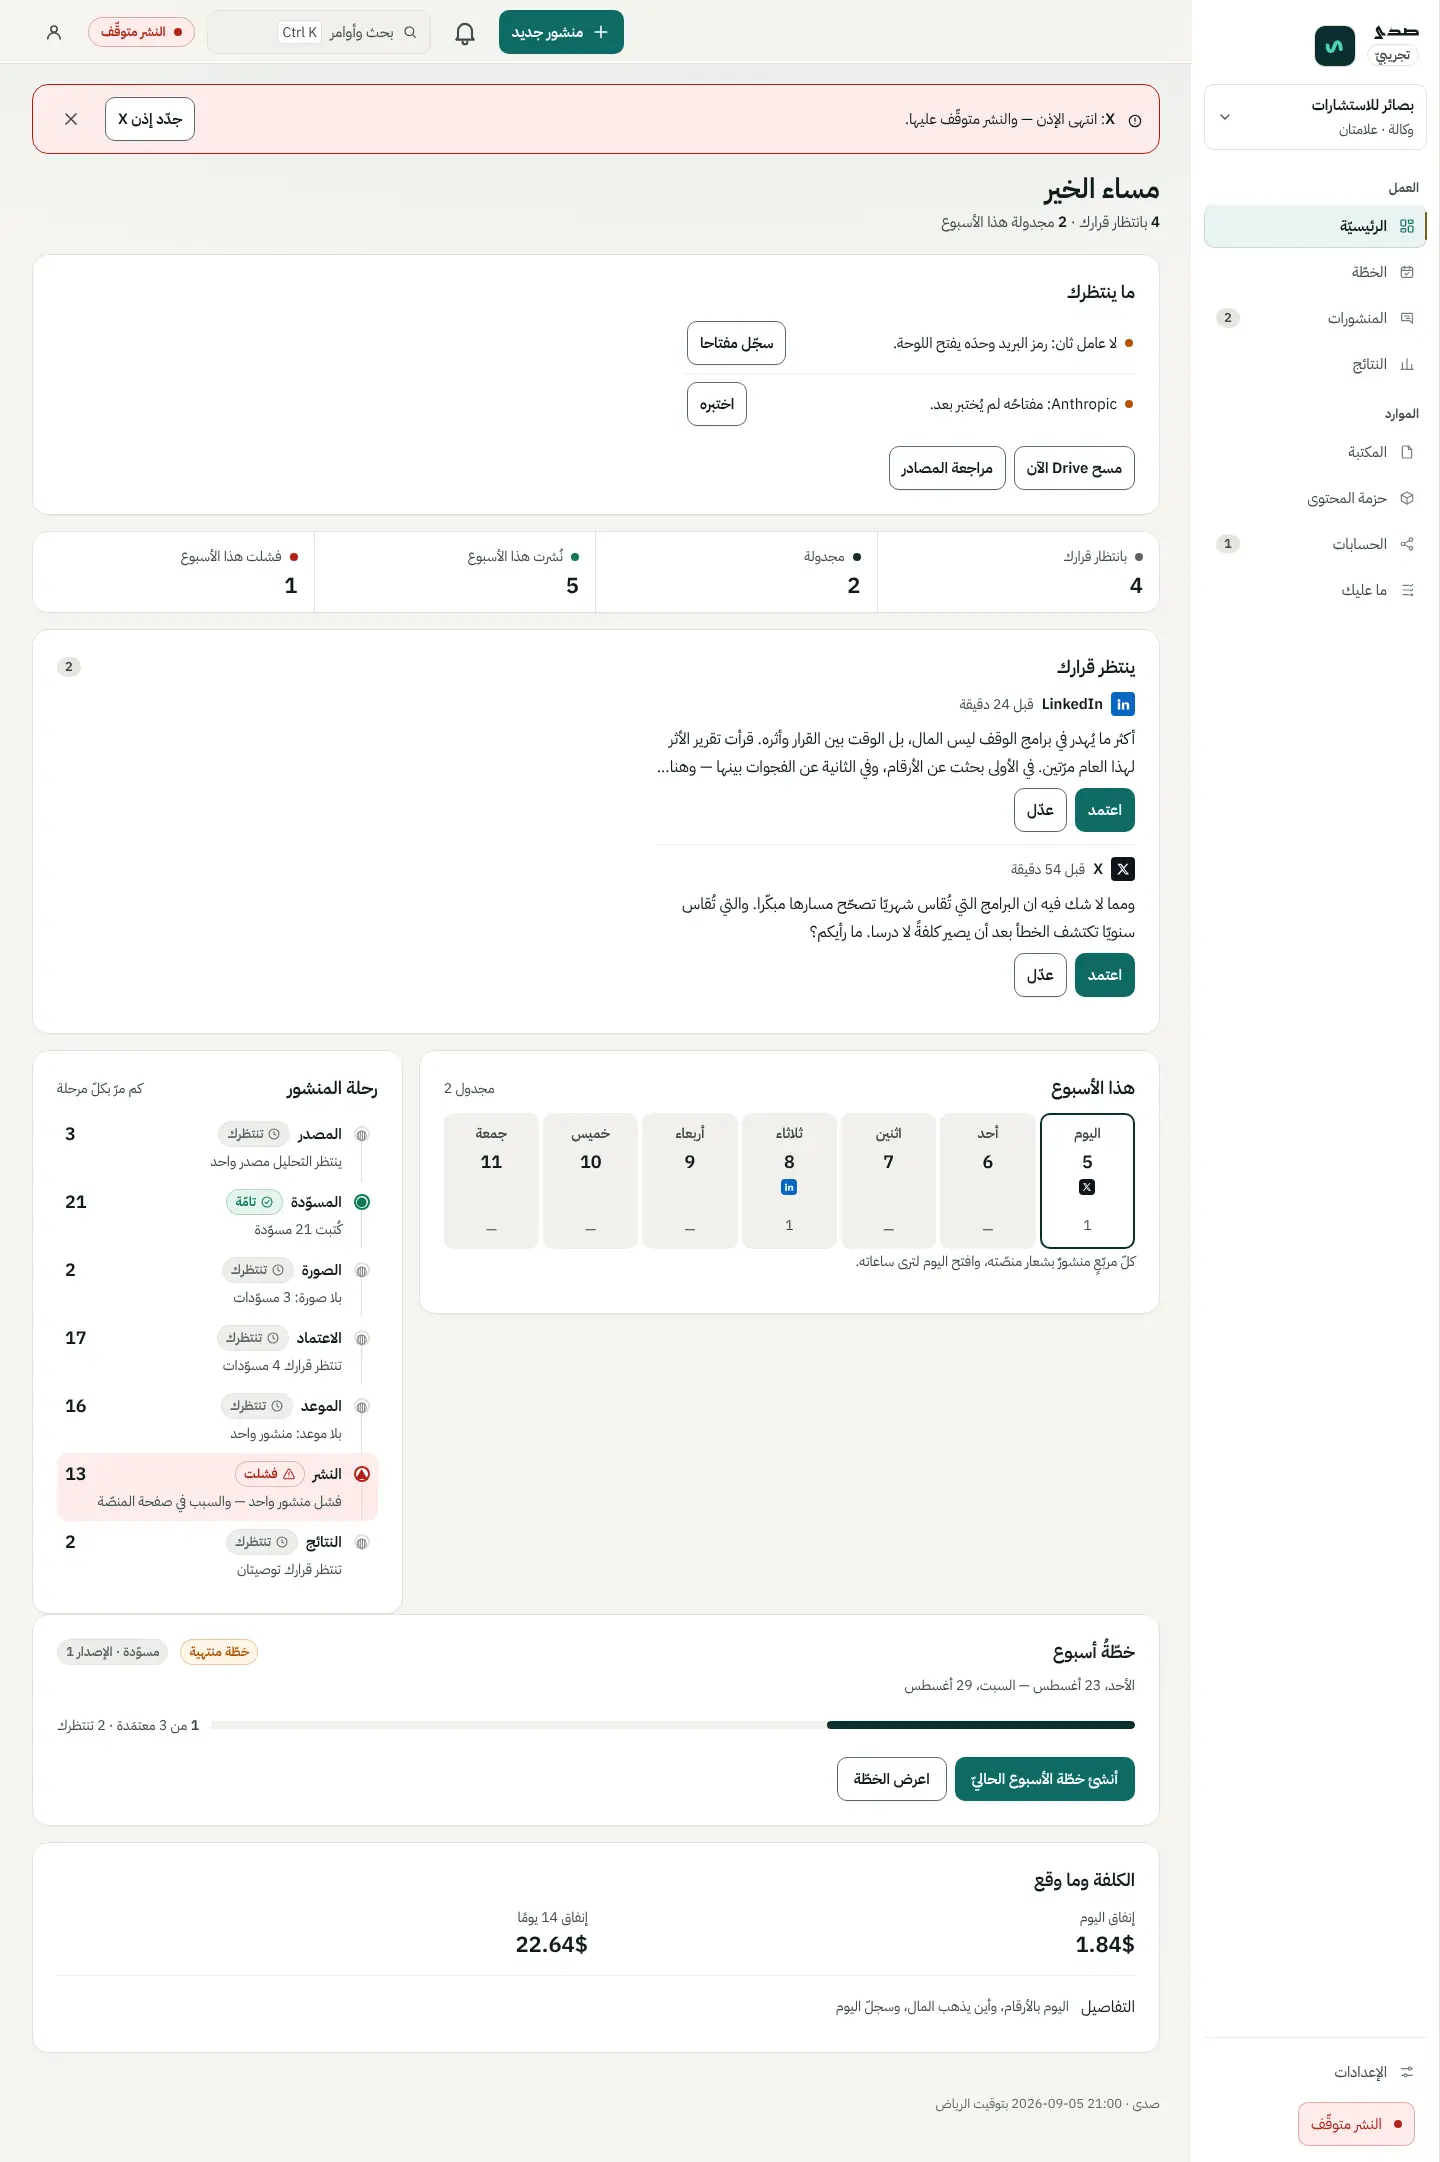 صدى
تجريبيّ
بصائر للاستشارات
وكالة · علامتان
العمل
الرئيسيّة
الخطّة
المنشورات 2
النتائج
الموارد
المكتبة
حزمة المحتوى
الحسابات 1
ما عليك
الإعدادات
النشر متوقّف
منشور جديد
بحث وأوامر Ctrl K
النشر متوقّف
X: انتهى الإذن — والنشر متوقّف عليها.
جدّد إذن X
مساء الخير
4 بانتظار قرارك · 2 مجدولة هذا الأسبوع
ما ينتظرك
لا عامل ثان: رمز البريد وحدَه يفتح اللوحة.
سجّل مفتاحا
Anthropic: مفتاحُه لم يُختبر بعد.
اختبره
مسح Drive الآن
مراجعة المصادر
بانتظار قرارك
4
مجدولة
2
نُشرت هذا الأسبوع
5
فشلت هذا الأسبوع
1
ينتظر قرارك 2
LinkedIn قبل 24 دقيقة
أكثر ما يُهدر في برامج الوقف ليس المال، بل الوقت بين القرار وأثره. قرأت تقرير الأثر
لهذا العام مرّتين. في الأولى بحثت عن الأرقام، وفي الثانية عن الفجوات بينها — وهنا…
اعتمد
عدّل
X قبل 54 دقيقة
ومما لا شك فيه ان البرامج التي تُقاس شهريّا تصحّح مسارها مبكّرا. والتي تُقاس
سنويّا تكتشف الخطأ بعد أن يصير كلفةً لا درسا. ما رأيكم؟
اعتمد
عدّل
هذا الأسبوع
مجدول 2
اليوم
5
1
أحد
6
—
اثنين
7
—
ثلاثاء
8
1
أربعاء
9
—
خميس
10
—
جمعة
11
—
كلّ مربّعٍ منشورٌ بشعار منصّته، وافتح اليوم لترى ساعاته.
رحلة المنشور
كم مرّ بكلّ مرحلة
المصدر تنتظرك 3
ينتظر التحليل مصدر واحد
المسوّدة تامّة 21
كُتبت 21 مسوّدة
الصورة تنتظرك 2
بلا صورة: 3 مسوّدات
الاعتماد تنتظرك 17
تنتظر قرارك 4 مسوّدات
الموعد تنتظرك 16
بلا موعد: منشور واحد
النشر فشلت 13
فشل منشور واحد — والسبب في صفحة المنصّة
النتائج تنتظرك 2
تنتظر قرارك توصيتان
خطّةُ أسبوع
خطّة منتهية
مسوّدة · الإصدار 1
الأحد، 23 أغسطس — السبت، 29 أغسطس
1 من 3 معتمَدة · 2 تنتظرك
أنشئ خطّة الأسبوع الحاليّ
اعرض الخطّة
الكلفة وما وقع
إنفاق اليوم
1.84$
إنفاق 14 يومًا
22.64$
التفاصيل اليوم بالأرقام، وأين يذهب المال، وسجلّ اليوم
صدى · 2026-09-05 21:00 بتوقيت الرياض